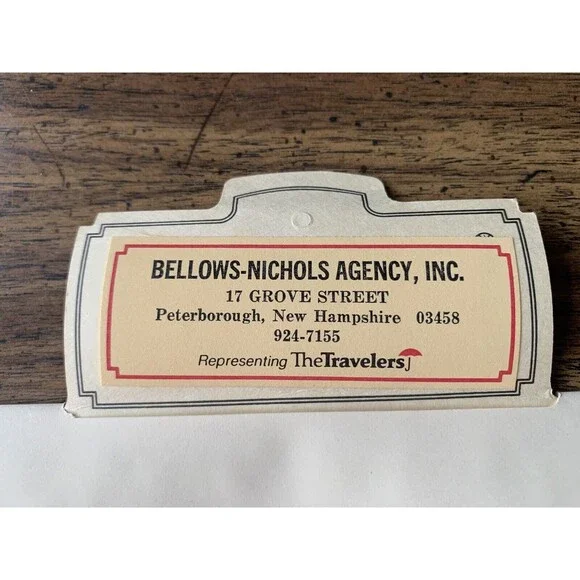 BELLOWS-NICHOLS AGENCY, INC.
17 GROVE STREET
Peterborough, New Hampshire 03458
924-7155
Representing TheTravelers